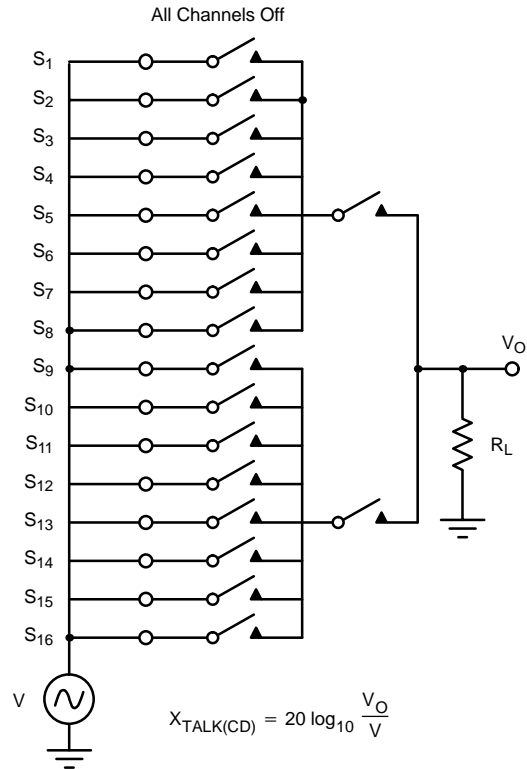 All Channels Off
S1
S2
S3
S4
S5
S6
S7
S8
S9
S10
S11
S12
S13
S14
S15
S16
VO
RL
V
XTALK(CD) = 20 log10 VO/V